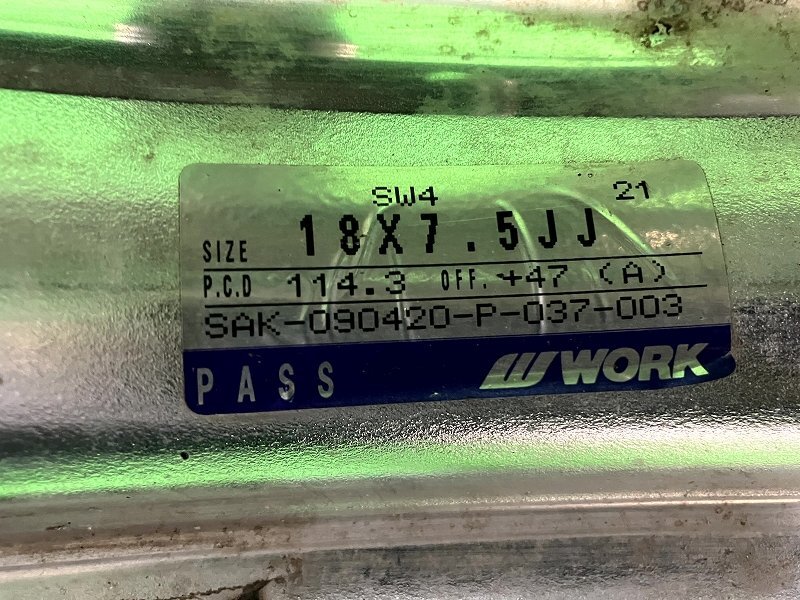 SW4 21
SIZE 18X7.5JJ
P.C.D 114.3 OFF. +47 (A)
SAK-090420-P-037-003
PASS WORK